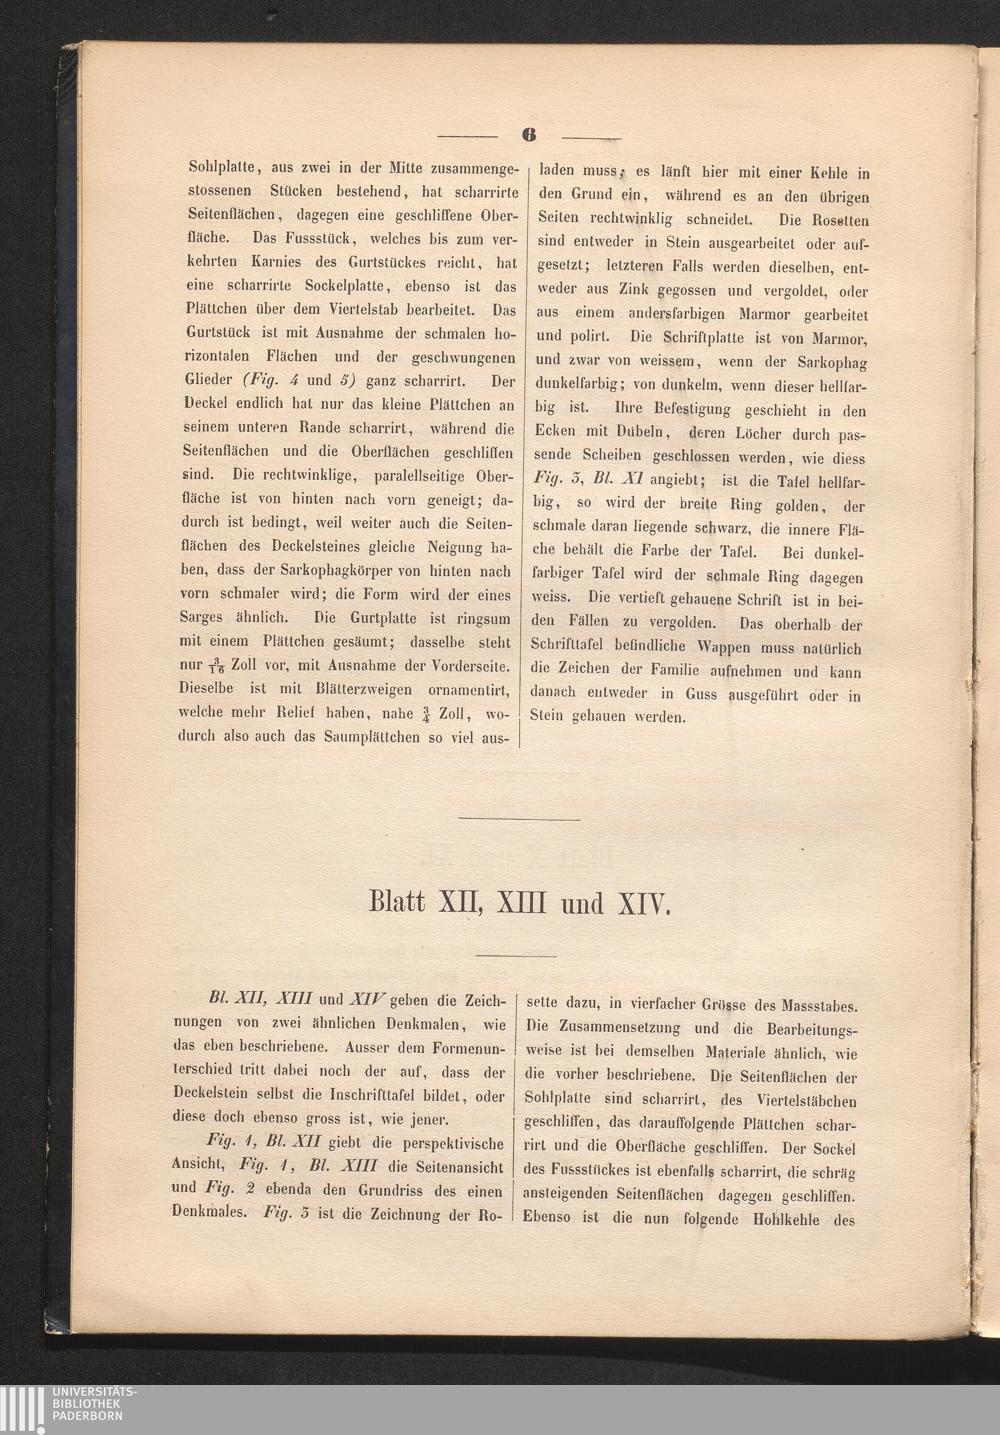 6
Sohlplatte, aus zwei in der Mitte zusammenge-
stossenen Stücken bestehend, hat scharrirte
Seitenflächen, dagegen eine geschliffene Ober-
fläche. Das Fussstück, welches bis zum ver-
kehrten Karnies des Gurtstückes reicht, hat
eine scharrirte Sockelplatte, ebenso ist das
Plättchen über dem Viertelstab bearbeitet. Das
Gurtstück ist mit Ausnahme der schmalen ho-
rizontalen Flächen und der geschwungenen
Glieder (Fig. 4 und 5) ganz scharrirt. Der
Deckel endlich hat nur das kleine Plättchen an
seinem unteren Rande scharrirt, während die
Seitenflächen und die Oberflächen geschliffen
sind. Die rechtwinklige, paralellseitige Ober-
fläche ist von hinten nach vorn geneigt; da-
durch ist bedingt, weil weiter auch die Seiten-
flächen des Deckelsteines gleiche Neigung ha-
ben, dass der Sarkophagkörper von hinten nach
vorn schmaler wird; die Form wird der eines
Sarges ähnlich. Die Gurtplatte ist ringsum
mit einem Plättchen gesäumt; dasselbe steht
nur 3/16 Zoll vor, mit Ausnahme der Vorderseite.
Dieselbe ist mit Blätterzweigen ornamentirt,
welche mehr Relief haben, nahe 3/4 Zoll, wo-
durch also auch das Saumplättchen so viel aus-
laden muss; es länft hier mit einer Kehle in
den Grund ein, während es an den übrigen
Seiten rechtwinklig schneidet. Die Rosetten
sind entweder in Stein ausgearbeitet oder auf-
gesetzt; letzteren Falls werden dieselben, ent-
weder aus Zink gegossen und vergoldet, oder
aus einem andersfarbigen Marmor gearbeitet
und polirt. Die Schriftplatte ist von Marmor,
und zwar von weissem, wenn der Sarkophag
dunkelfarbig; von dunkelm, wenn dieser hellfar-
big ist. Ihre Befestigung geschieht in den
Ecken mit Dübeln, deren Löcher durch pas-
sende Scheiben geschlossen werden, wie diess
Fig. 3, Bl. XI angiebt; ist die Tafel hellfar-
big, so wird der breite Ring golden, der
schmale daran liegende schwarz, die innere Flä-
che behält die Farbe der Tafel. Bei dunkel-
farbiger Tafel wird der schmale Ring dagegen
weiss. Die vertieft gehauene Schrift ist in bei-
den Fällen zu vergolden. Das oberhalb der
Schrifttafel befindliche Wappen muss natürlich
die Zeichen der Familie aufnehmen und kann
danach entweder in Guss ausgeführt oder in
Stein gehauen werden.
Blatt XII, XIII und XIV.
Bl. XII, XIII und XIV geben die Zeich-
nungen von zwei ähnlichen Denkmalen, wie
das eben beschriebene. Ausser dem Formenun-
terschied tritt dabei noch der auf, dass der
Deckelstein selbst die Inschrifttafel bildet, oder
diese doch ebenso gross ist, wie jener.
Fig. 1, Bl. XII giebt die perspektivische
Ansicht, Fig. 1, Bl. XIII die Seitenansicht
und Fig. 2 ebenda den Grundriss des einen
Denkmales. Fig. 3 ist die Zeichnung der Ro-
sette dazu, in vierfacher Grösse des Massstabes.
Die Zusammensetzung und die Bearbeitungs-
weise ist bei demselben Materiale ähnlich, wie
die vorher beschriebene. Die Seitenflächen der
Sohlplatte sind scharrirt, des Viertelstäbchen
geschliffen, das darauffolgende Plättchen schar-
rirt und die Oberfläche geschliffen. Der Sockel
des Fussstückes ist ebenfalls scharrirt, die schräg
ansteigenden Seitenflächen dagegen geschliffen.
Ebenso ist die nun folgende Hohlkehle des
UNIVERSITÄTS-
BIBLIOTHEK
PADERBORN